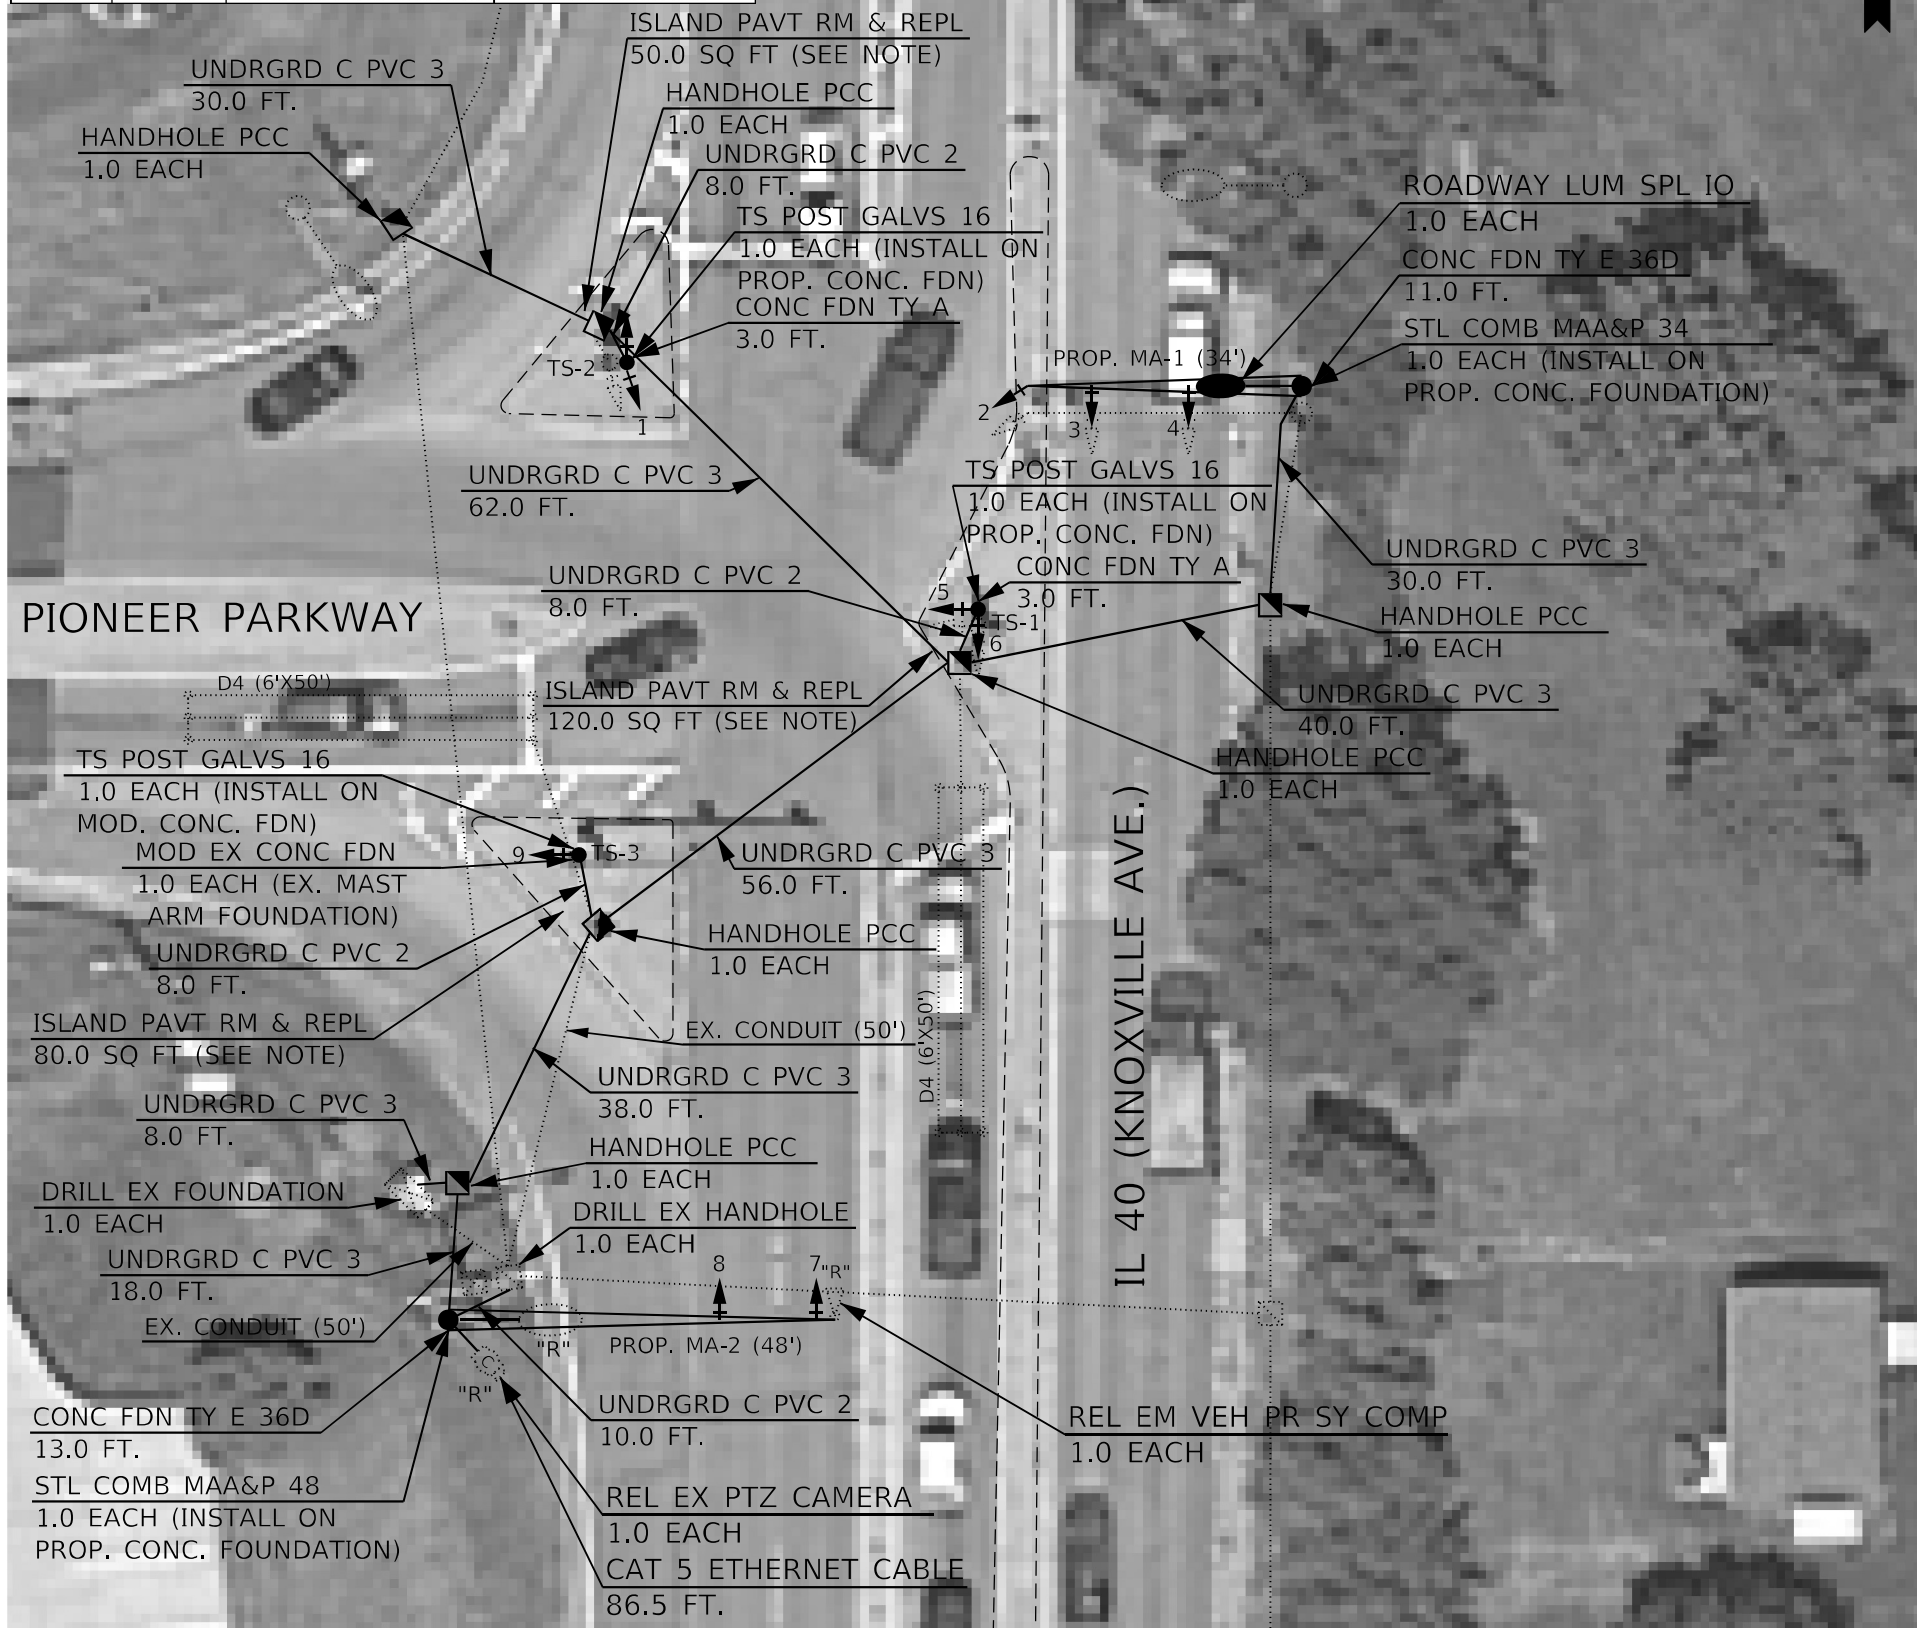 ISLAND PAVT RM & REPL
50.0 SQ FT (SEE NOTE)
UNDRGRD C PVC 3
30.0 FT.
HANDHOLE PCC
1.0 EACH
HANDHOLE PCC
1.0 EACH
UNDRGRD C PVC 2
8.0 FT.
TS POST GALVS 16
1.0 EACH (INSTALL ON
PROP. CONC. FDN)
CONC FDN TY A
3.0 FT.
ROADWAY LUM SPL IO
1.0 EACH
CONC FDN TY E 36D
11.0 FT.
STL COMB MAA&P 34
1.0 EACH (INSTALL ON
PROP. CONC. FOUNDATION)
PROP. MA-1 (34')
TS-2
1
2
3
4
UNDRGRD C PVC 3
62.0 FT.
TS POST GALVS 16
1.0 EACH (INSTALL ON
PROP. CONC. FDN)
CONC FDN TY A
3.0 FT.
UNDRGRD C PVC 3
30.0 FT.
UNDRGRD C PVC 2
8.0 FT.
5
TS-1
6
PIONEER PARKWAY
HANDHOLE PCC
1.0 EACH
D4 (6'X50')
ISLAND PAVT RM & REPL
120.0 SQ FT (SEE NOTE)
UNDRGRD C PVC 3
40.0 FT.
HANDHOLE PCC
1.0 EACH
TS POST GALVS 16
1.0 EACH (INSTALL ON
MOD. CONC. FDN)
MOD EX CONC FDN
1.0 EACH (EX. MAST
ARM FOUNDATION)
9
TS-3
UNDRGRD C PVC 3
56.0 FT.
UNDRGRD C PVC 2
8.0 FT.
HANDHOLE PCC
1.0 EACH
IL 40 (KNOXVILLE AVE.)
D4 (6'X50')
ISLAND PAVT RM & REPL
80.0 SQ FT (SEE NOTE)
EX. CONDUIT (50')
UNDRGRD C PVC 3
38.0 FT.
UNDRGRD C PVC 3
8.0 FT.
HANDHOLE PCC
1.0 EACH
DRILL EX FOUNDATION
1.0 EACH
DRILL EX HANDHOLE
1.0 EACH
UNDRGRD C PVC 3
18.0 FT.
8
7
"R"
EX. CONDUIT (50')
"R"
PROP. MA-2 (48')
C
"R"
CONC FDN TY E 36D
13.0 FT.
UNDRGRD C PVC 2
10.0 FT.
REL EM VEH PR SY COMP
1.0 EACH
STL COMB MAA&P 48
1.0 EACH (INSTALL ON
PROP. CONC. FOUNDATION)
REL EX PTZ CAMERA
1.0 EACH
CAT 5 ETHERNET CABLE
86.5 FT.